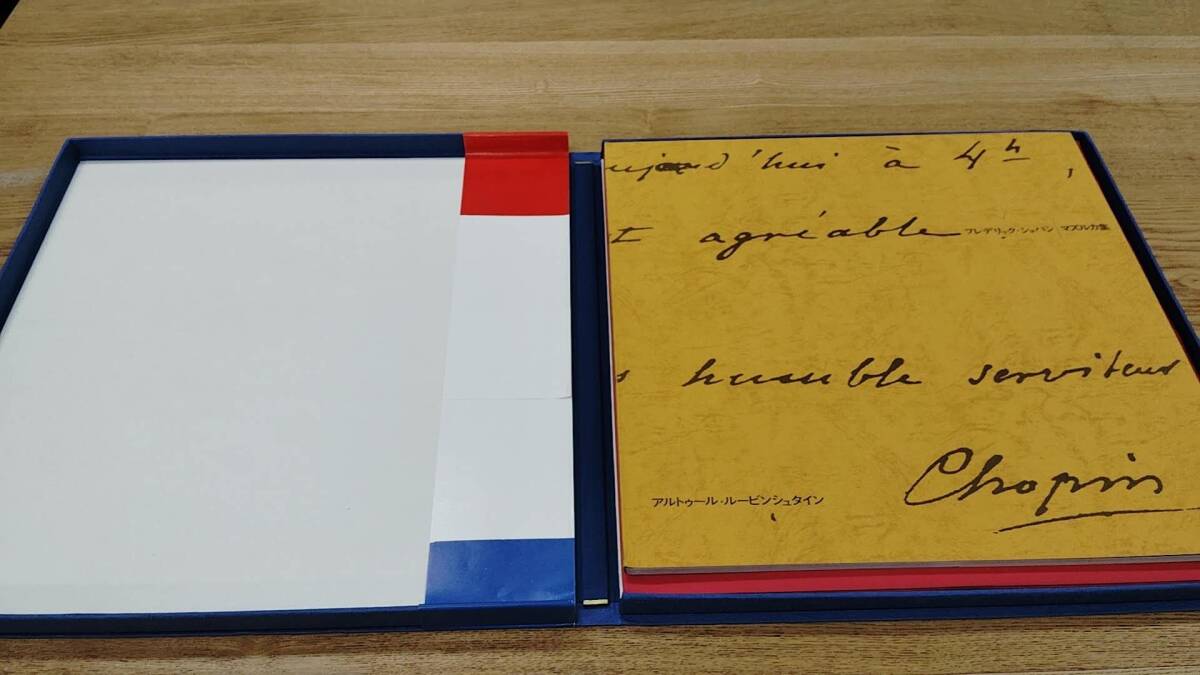 ujourd'hui à 4h,
t agréable フレデリック・ショパン マズルカ集
s humble serviteur
Chopin
アルトゥール・ルービンシュタイン